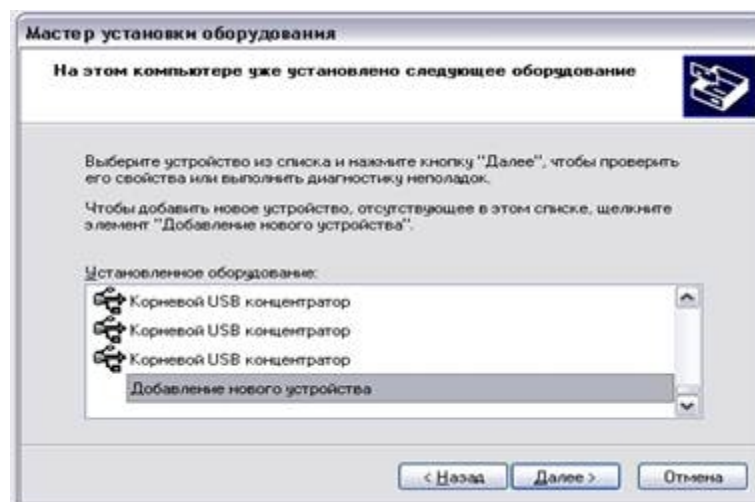 Мастер установки оборудования
На этом компьютере уже установлено следующее оборудование
Выберите устройство из списка и нажмите кнопку "Далее", чтобы проверить
его свойства или выполнить диагностику неполадок.
Чтобы добавить новое устройство, отсутствующее в этом списке, щелкните
элемент "Добавление нового устройства".
Установленное оборудование:
Корневой USB концентратор
Корневой USB концентратор
Корневой USB концентратор
Добавление нового устройства
< Назад
Далее >
Отмена